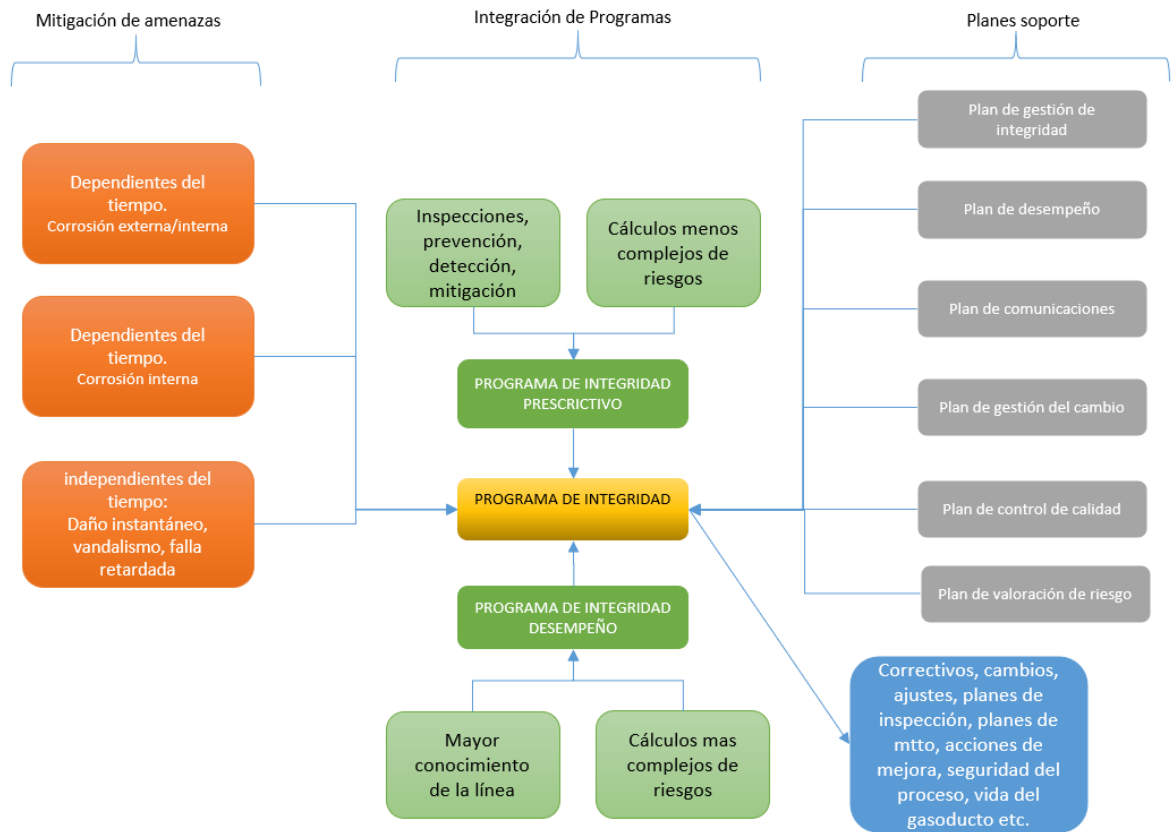 Mitigación de amenazas
Integración de Programas
Planes soporte
Dependientes del
tiempo.
Corrosión externa/interna
Dependientes del
tiempo.
Corrosión interna
independientes del
tiempo:
Daño instantáneo,
vandalismo, falla
retardada
Inspecciones,
prevención,
detección,
mitigación
Cálculos menos
complejos de
riesgos
PROGRAMA DE INTEGRIDAD
PRESCRICTIVO
PROGRAMA DE INTEGRIDAD
PROGRAMA DE INTEGRIDAD
DESEMPEÑO
Mayor
conocimiento
de la línea
Cálculos mas
complejos de
riesgos
Plan de gestión de
integridad
Plan de desempeño
Plan de comunicaciones
Plan de gestión del cambio
Plan de control de calidad
Plan de valoración de riesgo
Correctivos, cambios,
ajustes, planes de
inspección, planes de
mtto, acciones de
mejora, seguridad del
proceso, vida del
gasoducto etc.